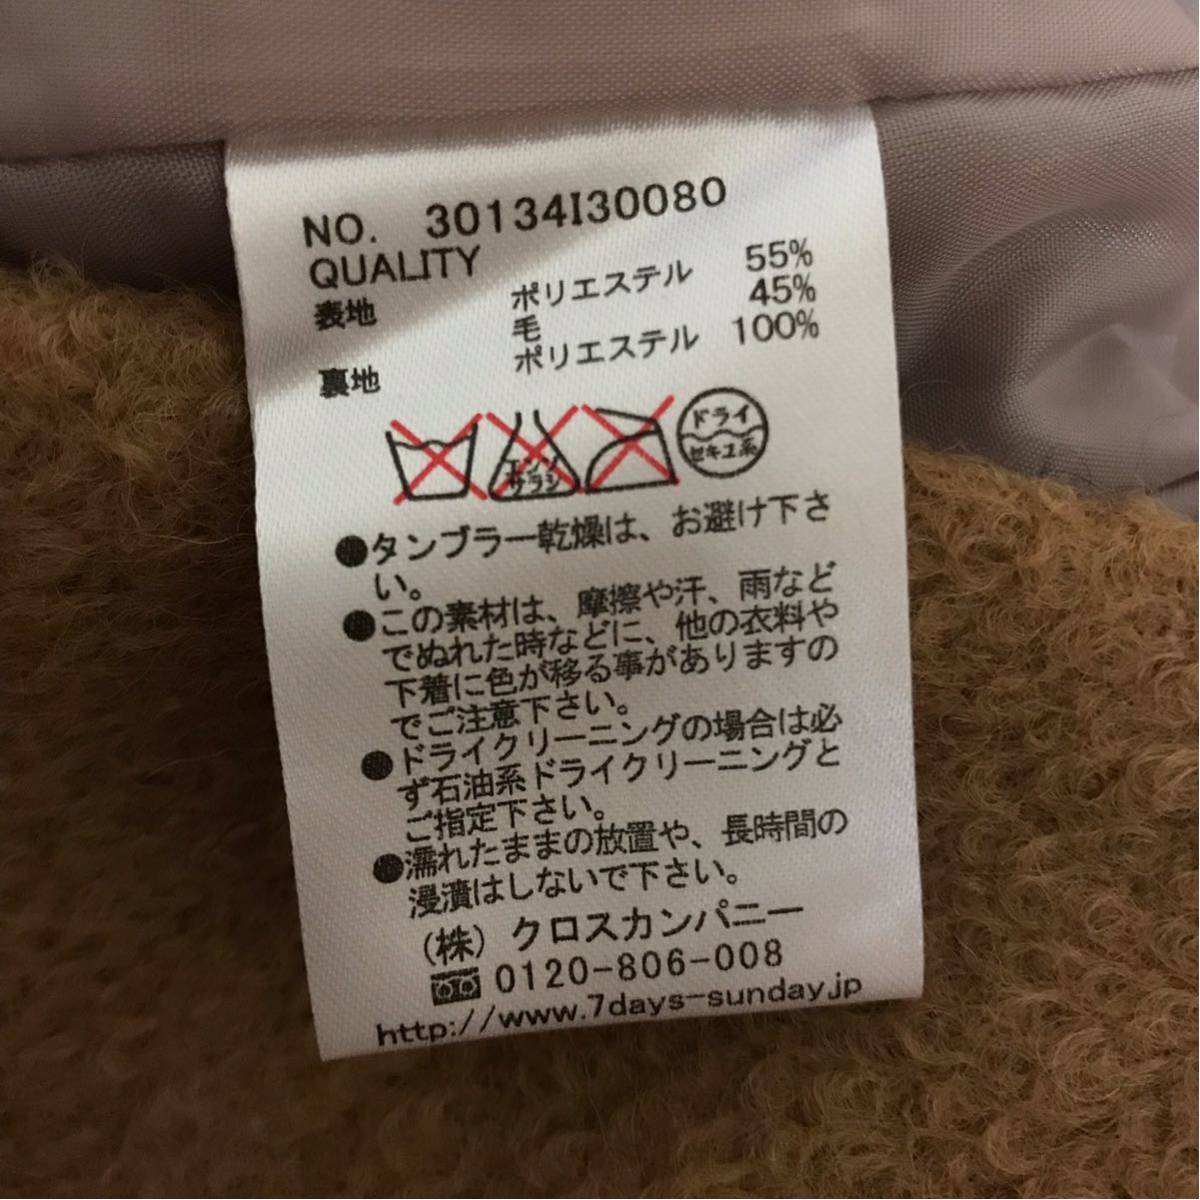 NO. 30134I30080
QUALITY
表地 ポリエステル 55%
毛 45%
裏地 ポリエステル 100%
エンソ
サラシ
ドライ
セキユ系
●タンブラー乾燥は、お避け下さ
い。
●この素材は、摩擦や汗、雨など
でぬれた時などに、他の衣料や
下着に色が移る事がありますの
でご注意下さい。
●ドライクリーニングの場合は必
ず石油系ドライクリーニングと
ご指定下さい。
●濡れたままの放置や、長時間の
浸漬はしないで下さい。
(株) クロスカンパニー
0120-806-008
http://www.7days-sunday.jp